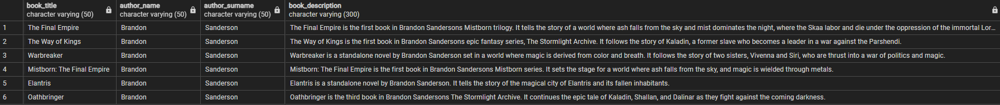 book_title author_name author_surname book_description
character varying (50) character varying (50) character varying (50) character varying (300)
1 The Final Empire Brandon Sanderson The Final Empire is the first book in Brandon Sandersons Mistborn trilogy. It tells the story of a world where ash falls from the sky and mist dominates the night, where the Skaa labor and die under the oppression of the immortal Lor...
2 The Way of Kings Brandon Sanderson The Way of Kings is the first book in Brandon Sandersons epic fantasy series, The Stormlight Archive. It follows the story of Kaladin, a former slave who becomes a leader in a war against the Parshendi.
3 Warbreaker Brandon Sanderson Warbreaker is a standalone novel by Brandon Sanderson set in a world where magic is derived from color and breath. It follows the story of two sisters, Vivenna and Siri, who are thrust into a war of politics and magic.
4 Mistborn: The Final Empire Brandon Sanderson Mistborn: The Final Empire is the first book in Brandon Sandersons Mistborn series. It sets the stage for a world where ash falls from the sky, and magic is wielded through metals.
5 Elantris Brandon Sanderson Elantris is a standalone novel by Brandon Sanderson. It tells the story of the magical city of Elantris and its fallen inhabitants.
6 Oathbringer Brandon Sanderson Oathbringer is the third book in Brandon Sandersons The Stormlight Archive. It continues the epic tale of Kaladin, Shallan, and Dalinar as they fight against the coming darkness.